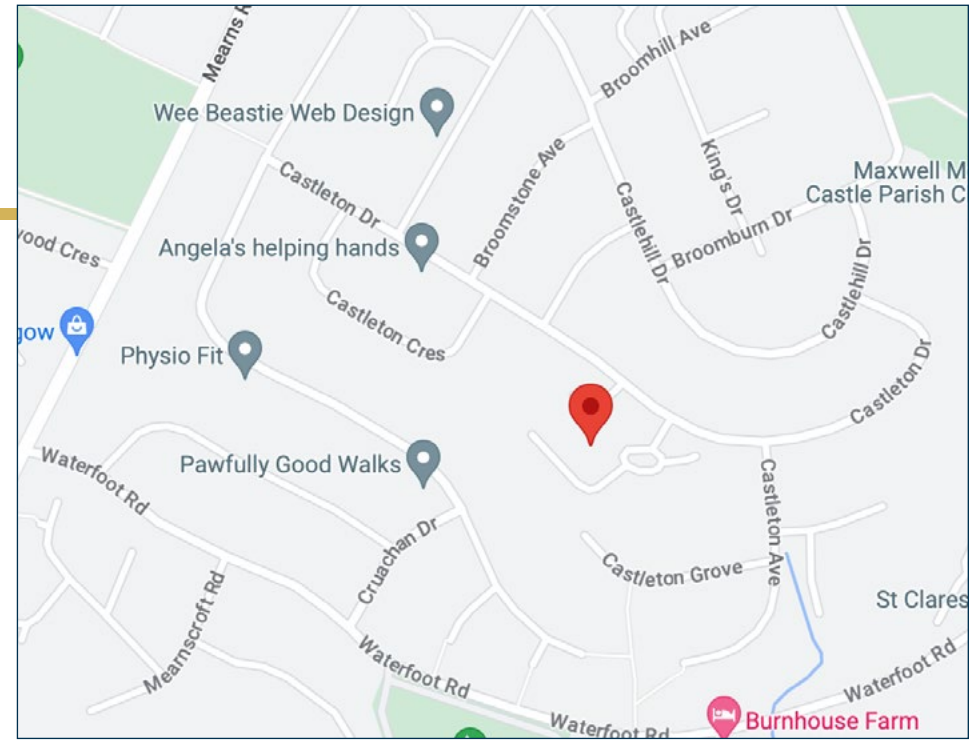 Mearns R
Broomhill Ave
Wee Beastie Web Design
King's Dr
Maxwell M
Castle Parish C
Castleton Dr
Broomstone Ave
Castlehill Dr
Broomburn Dr
wood Cres
Angela's helping hands
Castlehill Dr
Castleton Cres
gow
Physio Fit
Castleton Dr
Waterfoot Rd
Pawfully Good Walks
Castleton Ave
Cruachan Dr
Castleton Grove
St Clares
Mearnscroft Rd
Waterfoot Rd
Waterfoot Rd
Waterfoot Rd
Burnhouse Farm